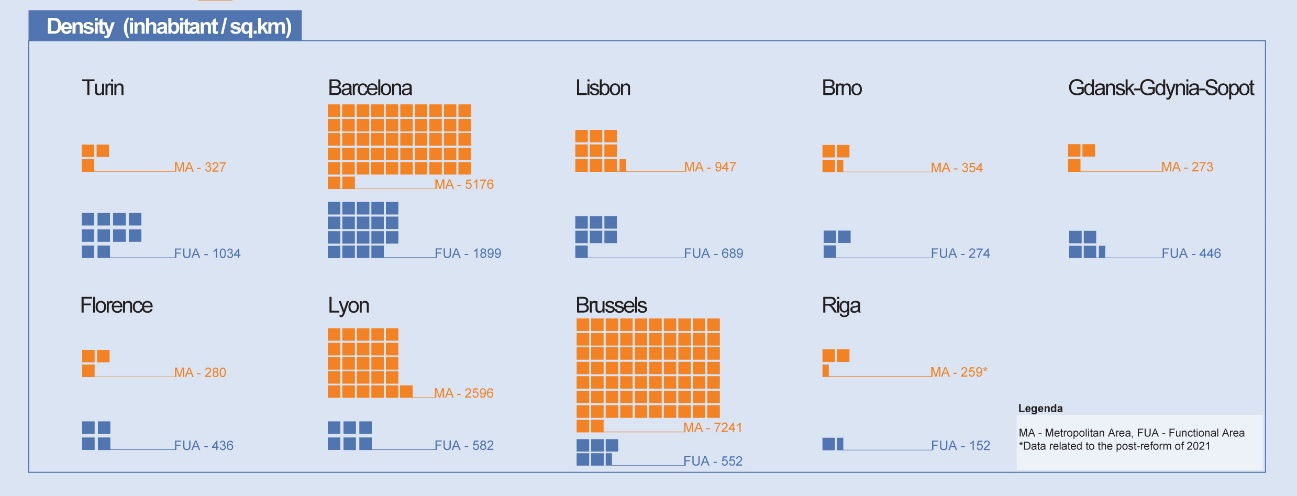 Density (inhabitant / sq.km)
Turin
Barcelona
Lisbon
Brno
Gdansk-Gdynia-Sopot
MA - 327
MA - 5176
MA - 947
MA - 354
MA - 273
FUA - 1034
FUA - 1899
FUA - 689
FUA - 274
FUA - 446
Florence
Lyon
Brussels
Riga
MA - 280
MA - 2596
MA - 7241
MA - 259*
FUA - 436
FUA - 582
FUA - 552
FUA - 152
Legenda
MA - Metropolitan Area, FUA - Functional Area
*Data related to the post-reform of 2021